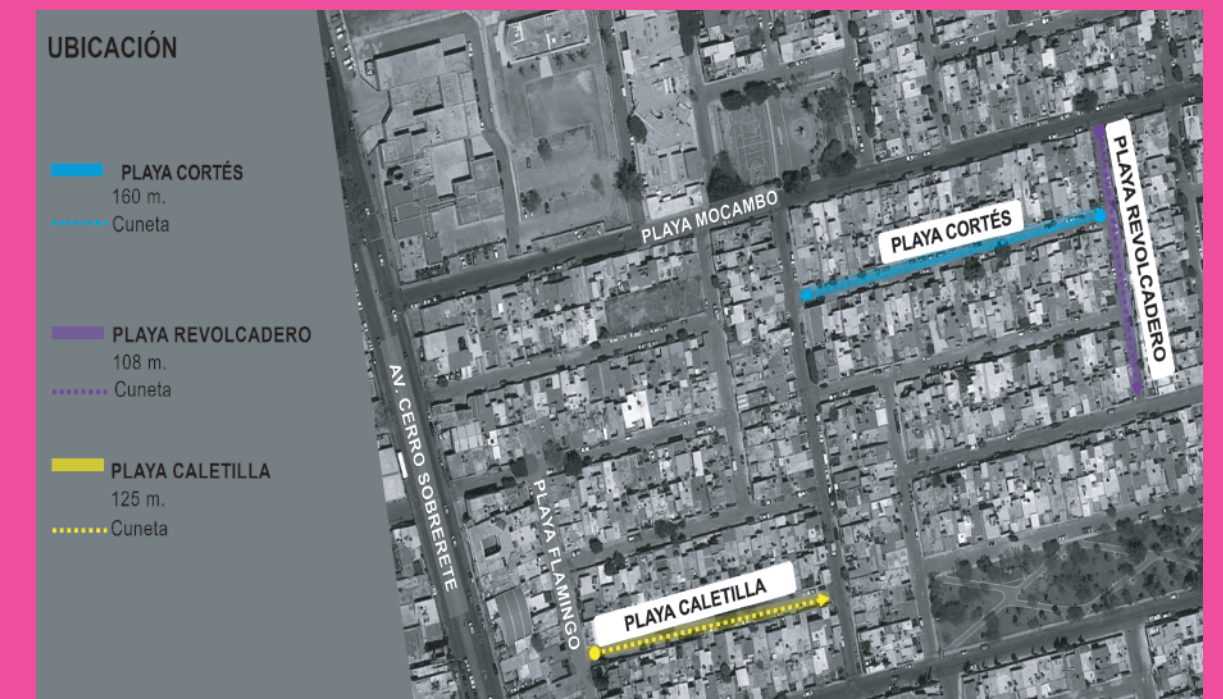 UBICACIÓN
PLAYA CORTÉS
160 m.
Cuneta
PLAYA REVOLCADERO
108 m.
Cuneta
PLAYA CALETILLA
125 m.
Cuneta
PLAYA MOCAMBO
PLAYA CORTÉS
PLAYA REVOLCADERO
AV. CERRO SOBRERETE
PLAYA FLAMINGO
PLAYA CALETILLA